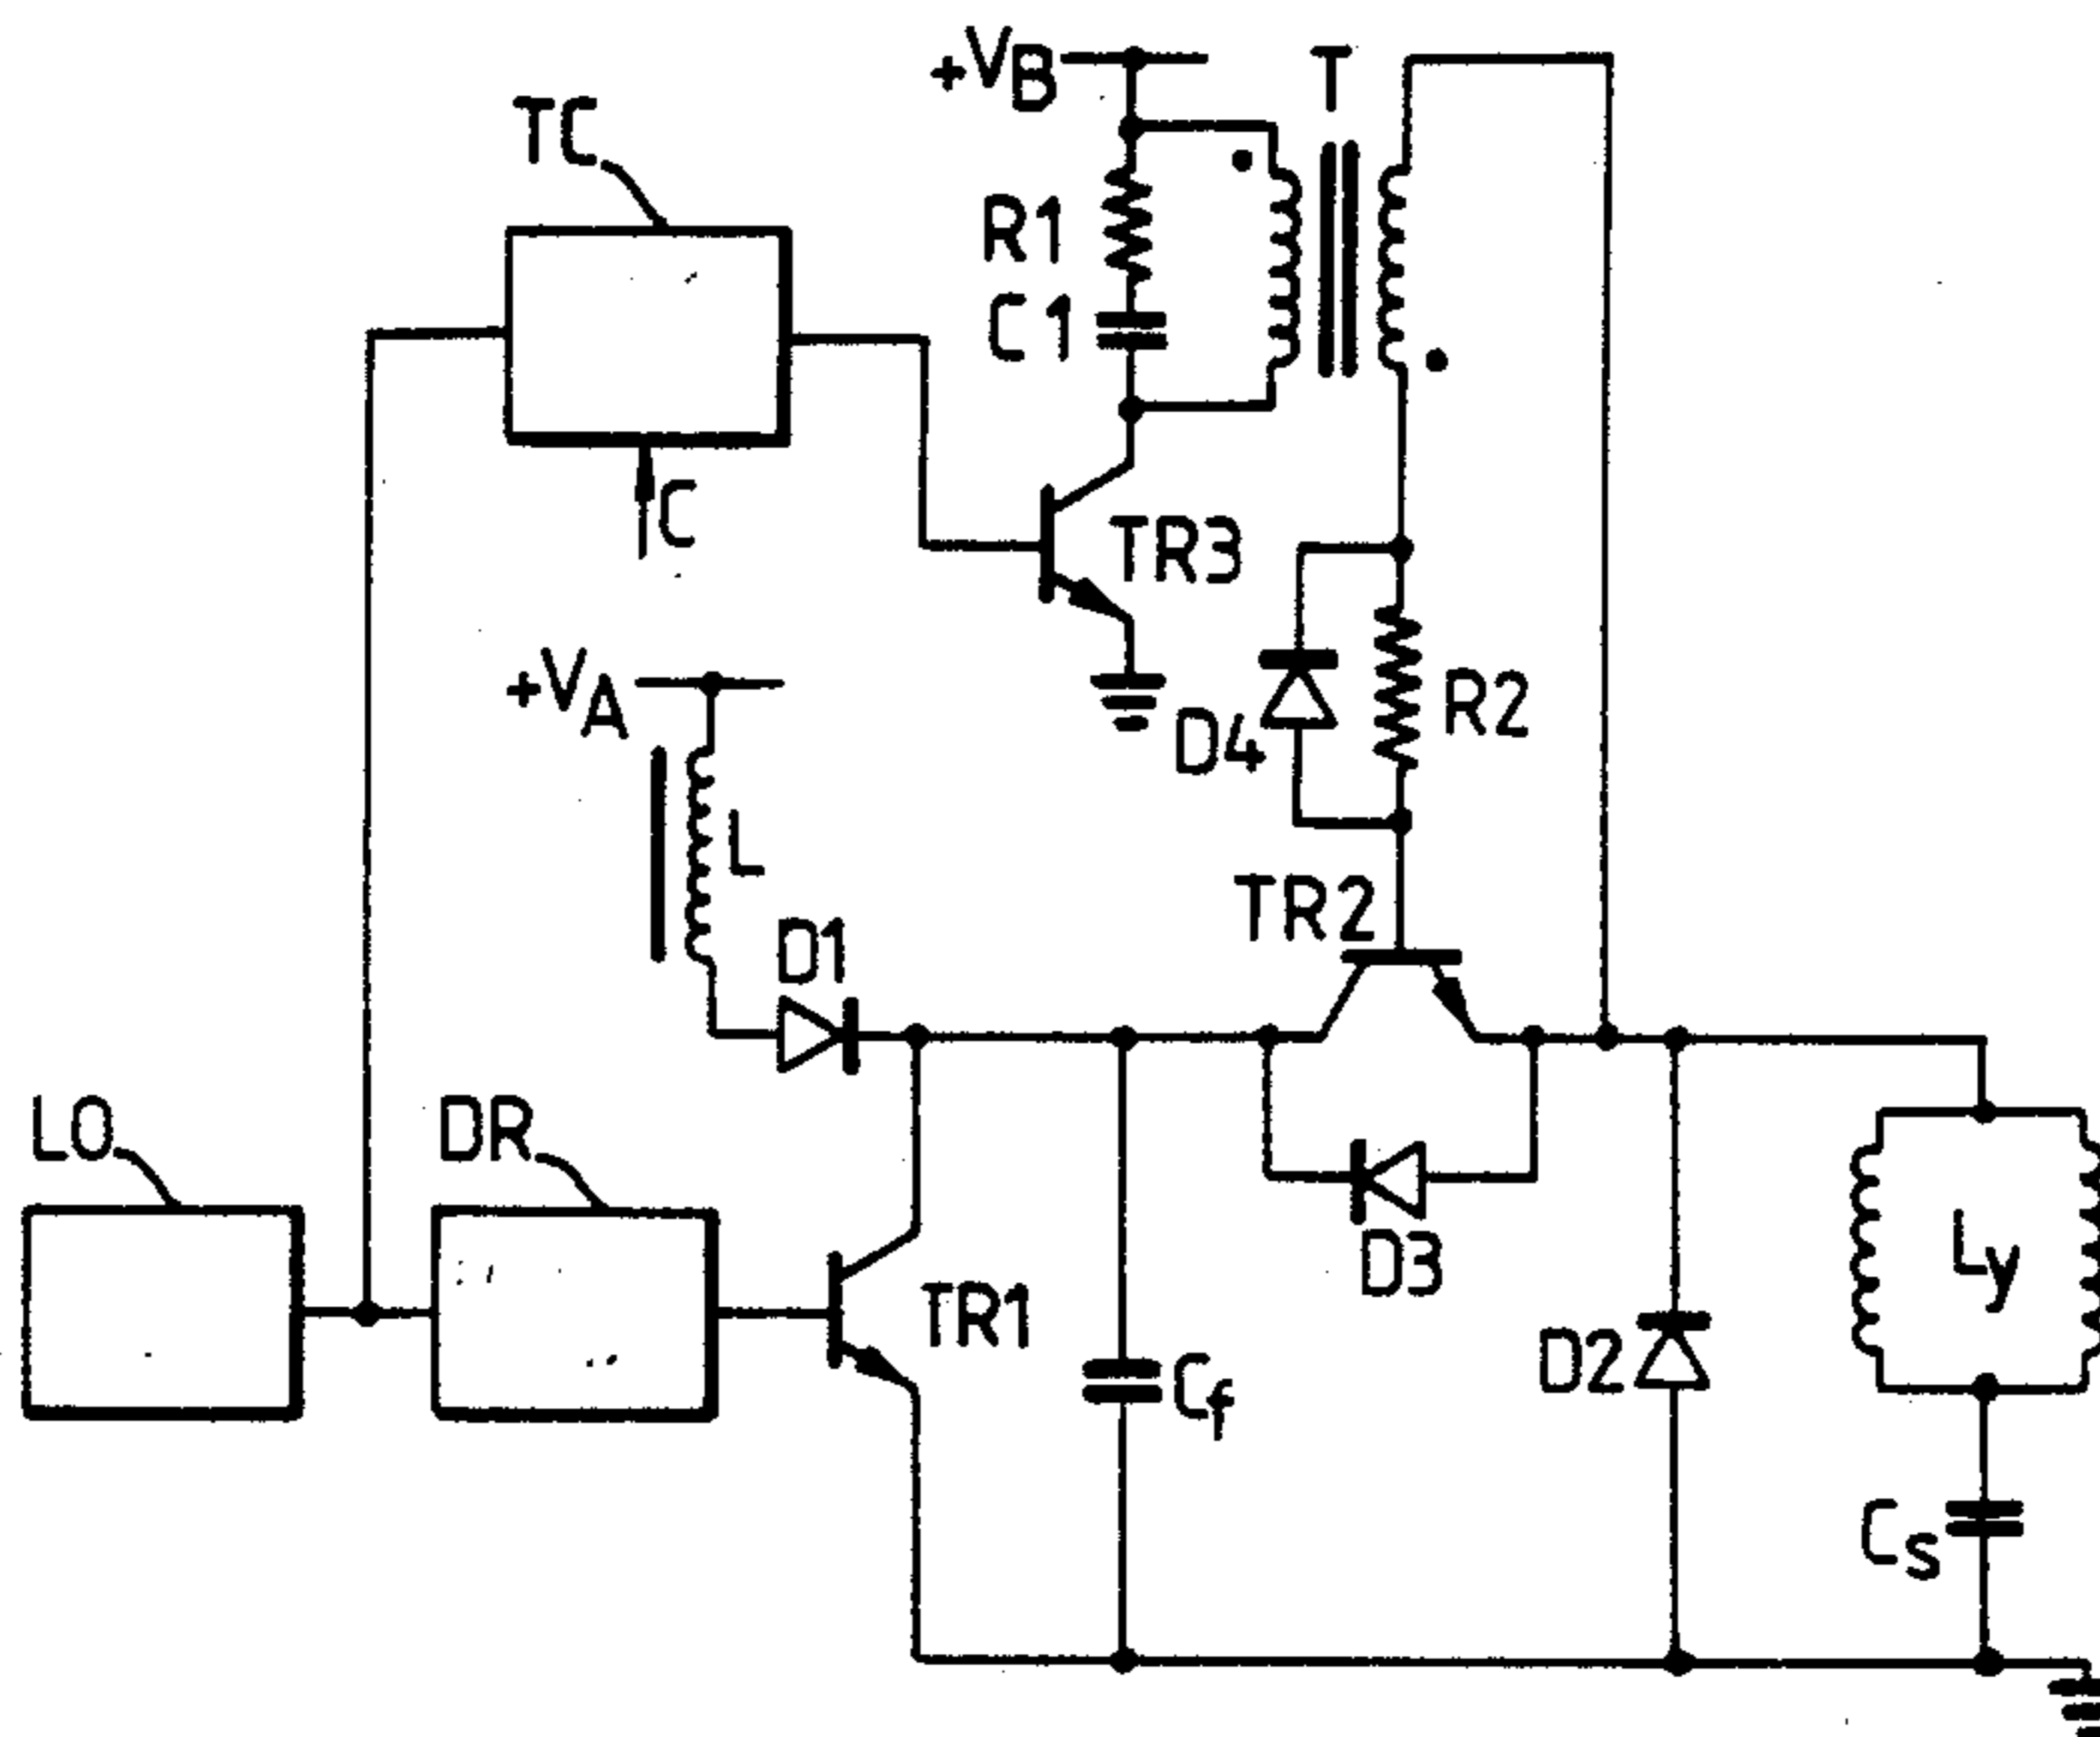 +VB
T
TC
R1
C1
C
TR3
+VA
D4
R2
L
TR2
D1
LO
DR
D3
Ly
TR1
D2
Cf
Cs